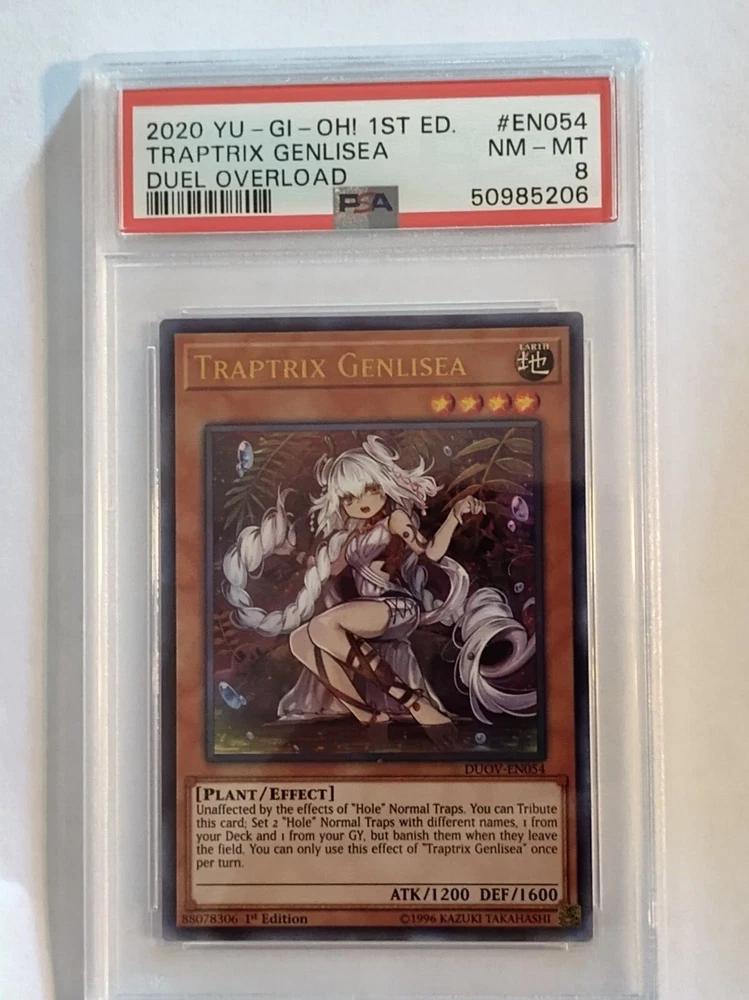 2020 YU-GI-OH! 1ST ED. #EN054
TRAPTRIX GENLISEA NM-MT
DUEL OVERLOAD 8
PSA 50985206
TRAPTRIX GENLISEA
EARTH
地
DUOV-EN054
[PLANT/EFFECT]
Unaffected by the effects of "Hole" Normal Traps. You can Tribute
this card; Set 2 "Hole" Normal Traps with different names, 1 from
your Deck and 1 from your GY, but banish them when they leave
the field. You can only use this effect of "Traptrix Genlisea" once
per turn.
ATK/1200 DEF/1600
88078306 1st Edition ©1996 KAZUKI TAKAHASHI